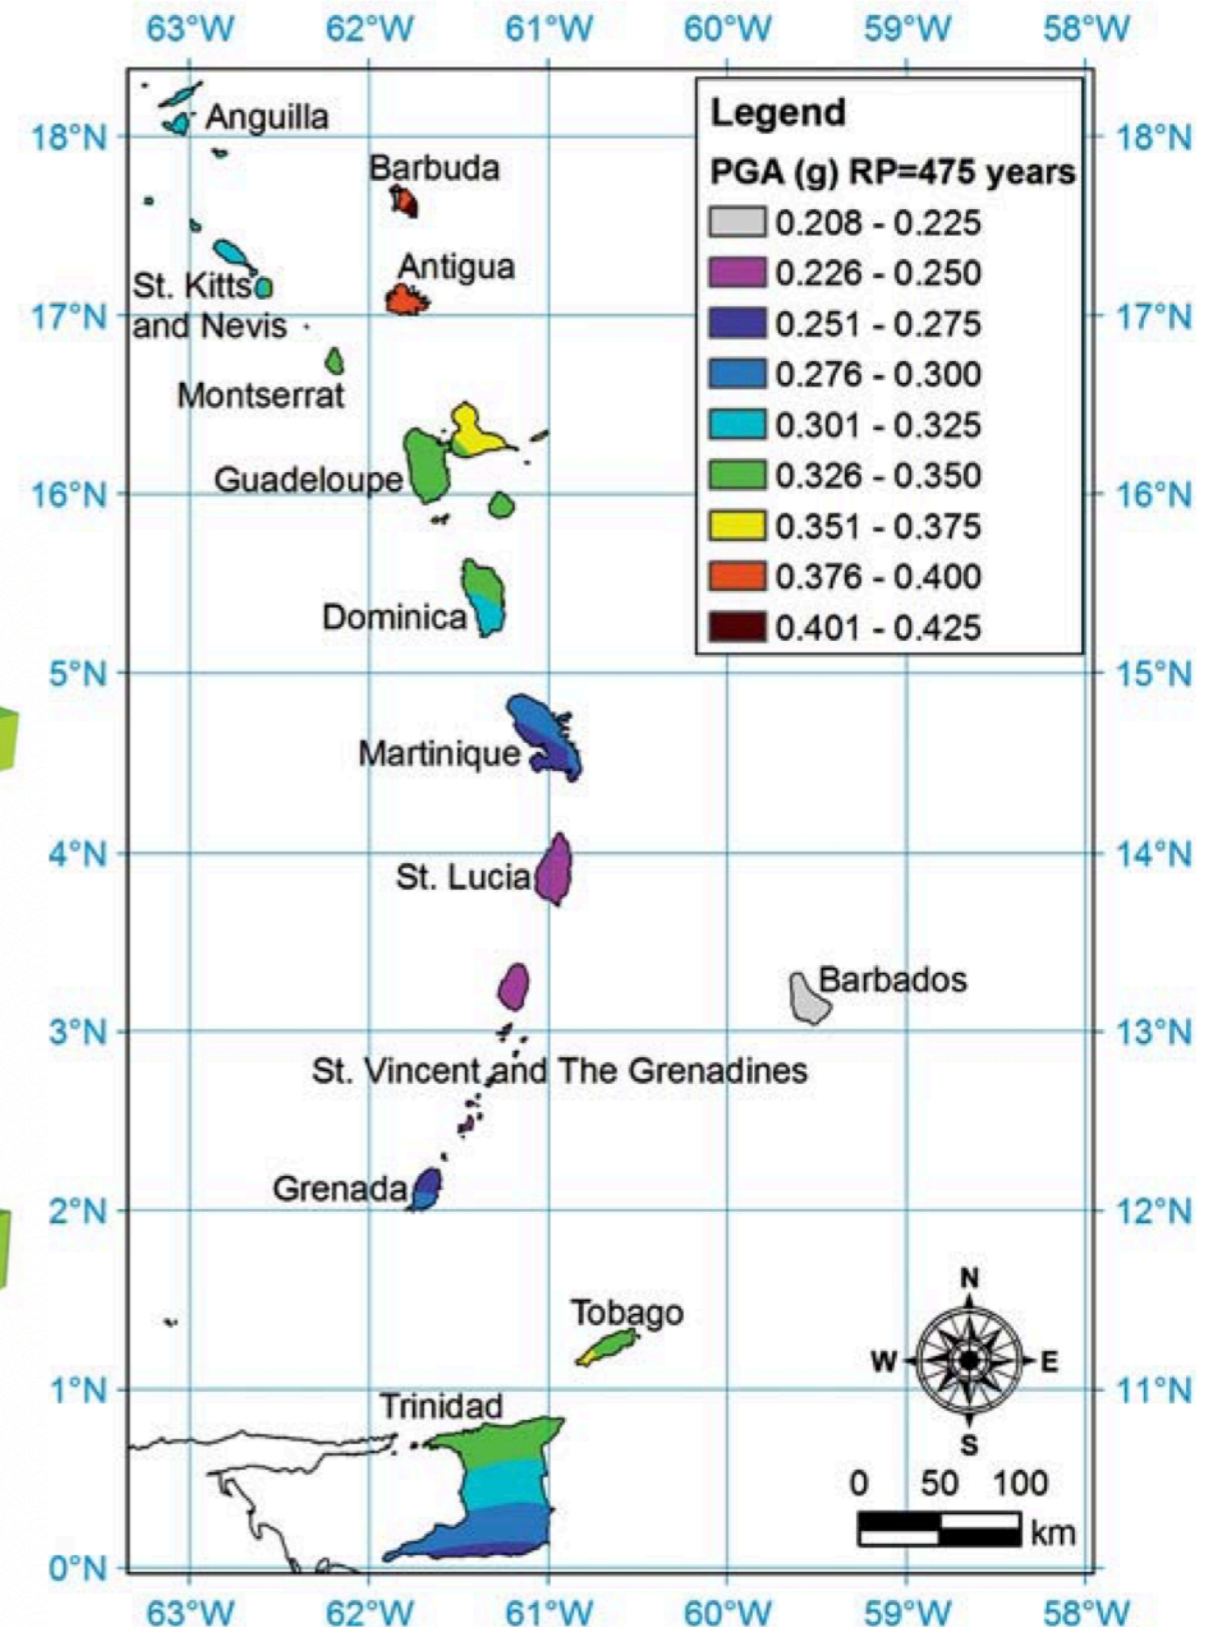 63°W 62°W 61°W 60°W 59°W 58°W
Legend
PGA (g) RP=475 years
0.208 - 0.225
0.226 - 0.250
0.251 - 0.275
0.276 - 0.300
0.301 - 0.325
0.326 - 0.350
0.351 - 0.375
0.376 - 0.400
0.401 - 0.425
Anguilla
18°N 18°N
Barbuda
Antigua
St. Kitts
and Nevis
17°N 17°N
Montserrat
Guadeloupe
16°N 16°N
Dominica
5°N 15°N
Martinique
4°N 14°N
St. Lucia
Barbados
3°N 13°N
St. Vincent and The Grenadines
Grenada
2°N 12°N
N
Tobago
W E
1°N 11°N
Trinidad
S
0 50 100
km
0°N
63°W 62°W 61°W 60°W 59°W 58°W